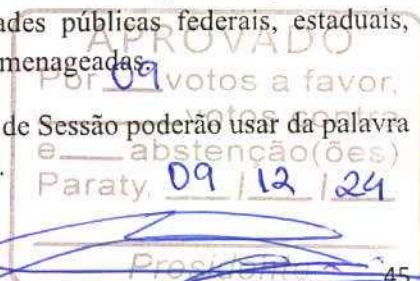 ades públicas federais, estaduais,
menageadas.
APROVADO
Por 09 votos a favor,
votos contra
de Sessão poderão usar da palavra
e abstenção(ões)
Paraty, 09 / 12 / 24
Presidente
45